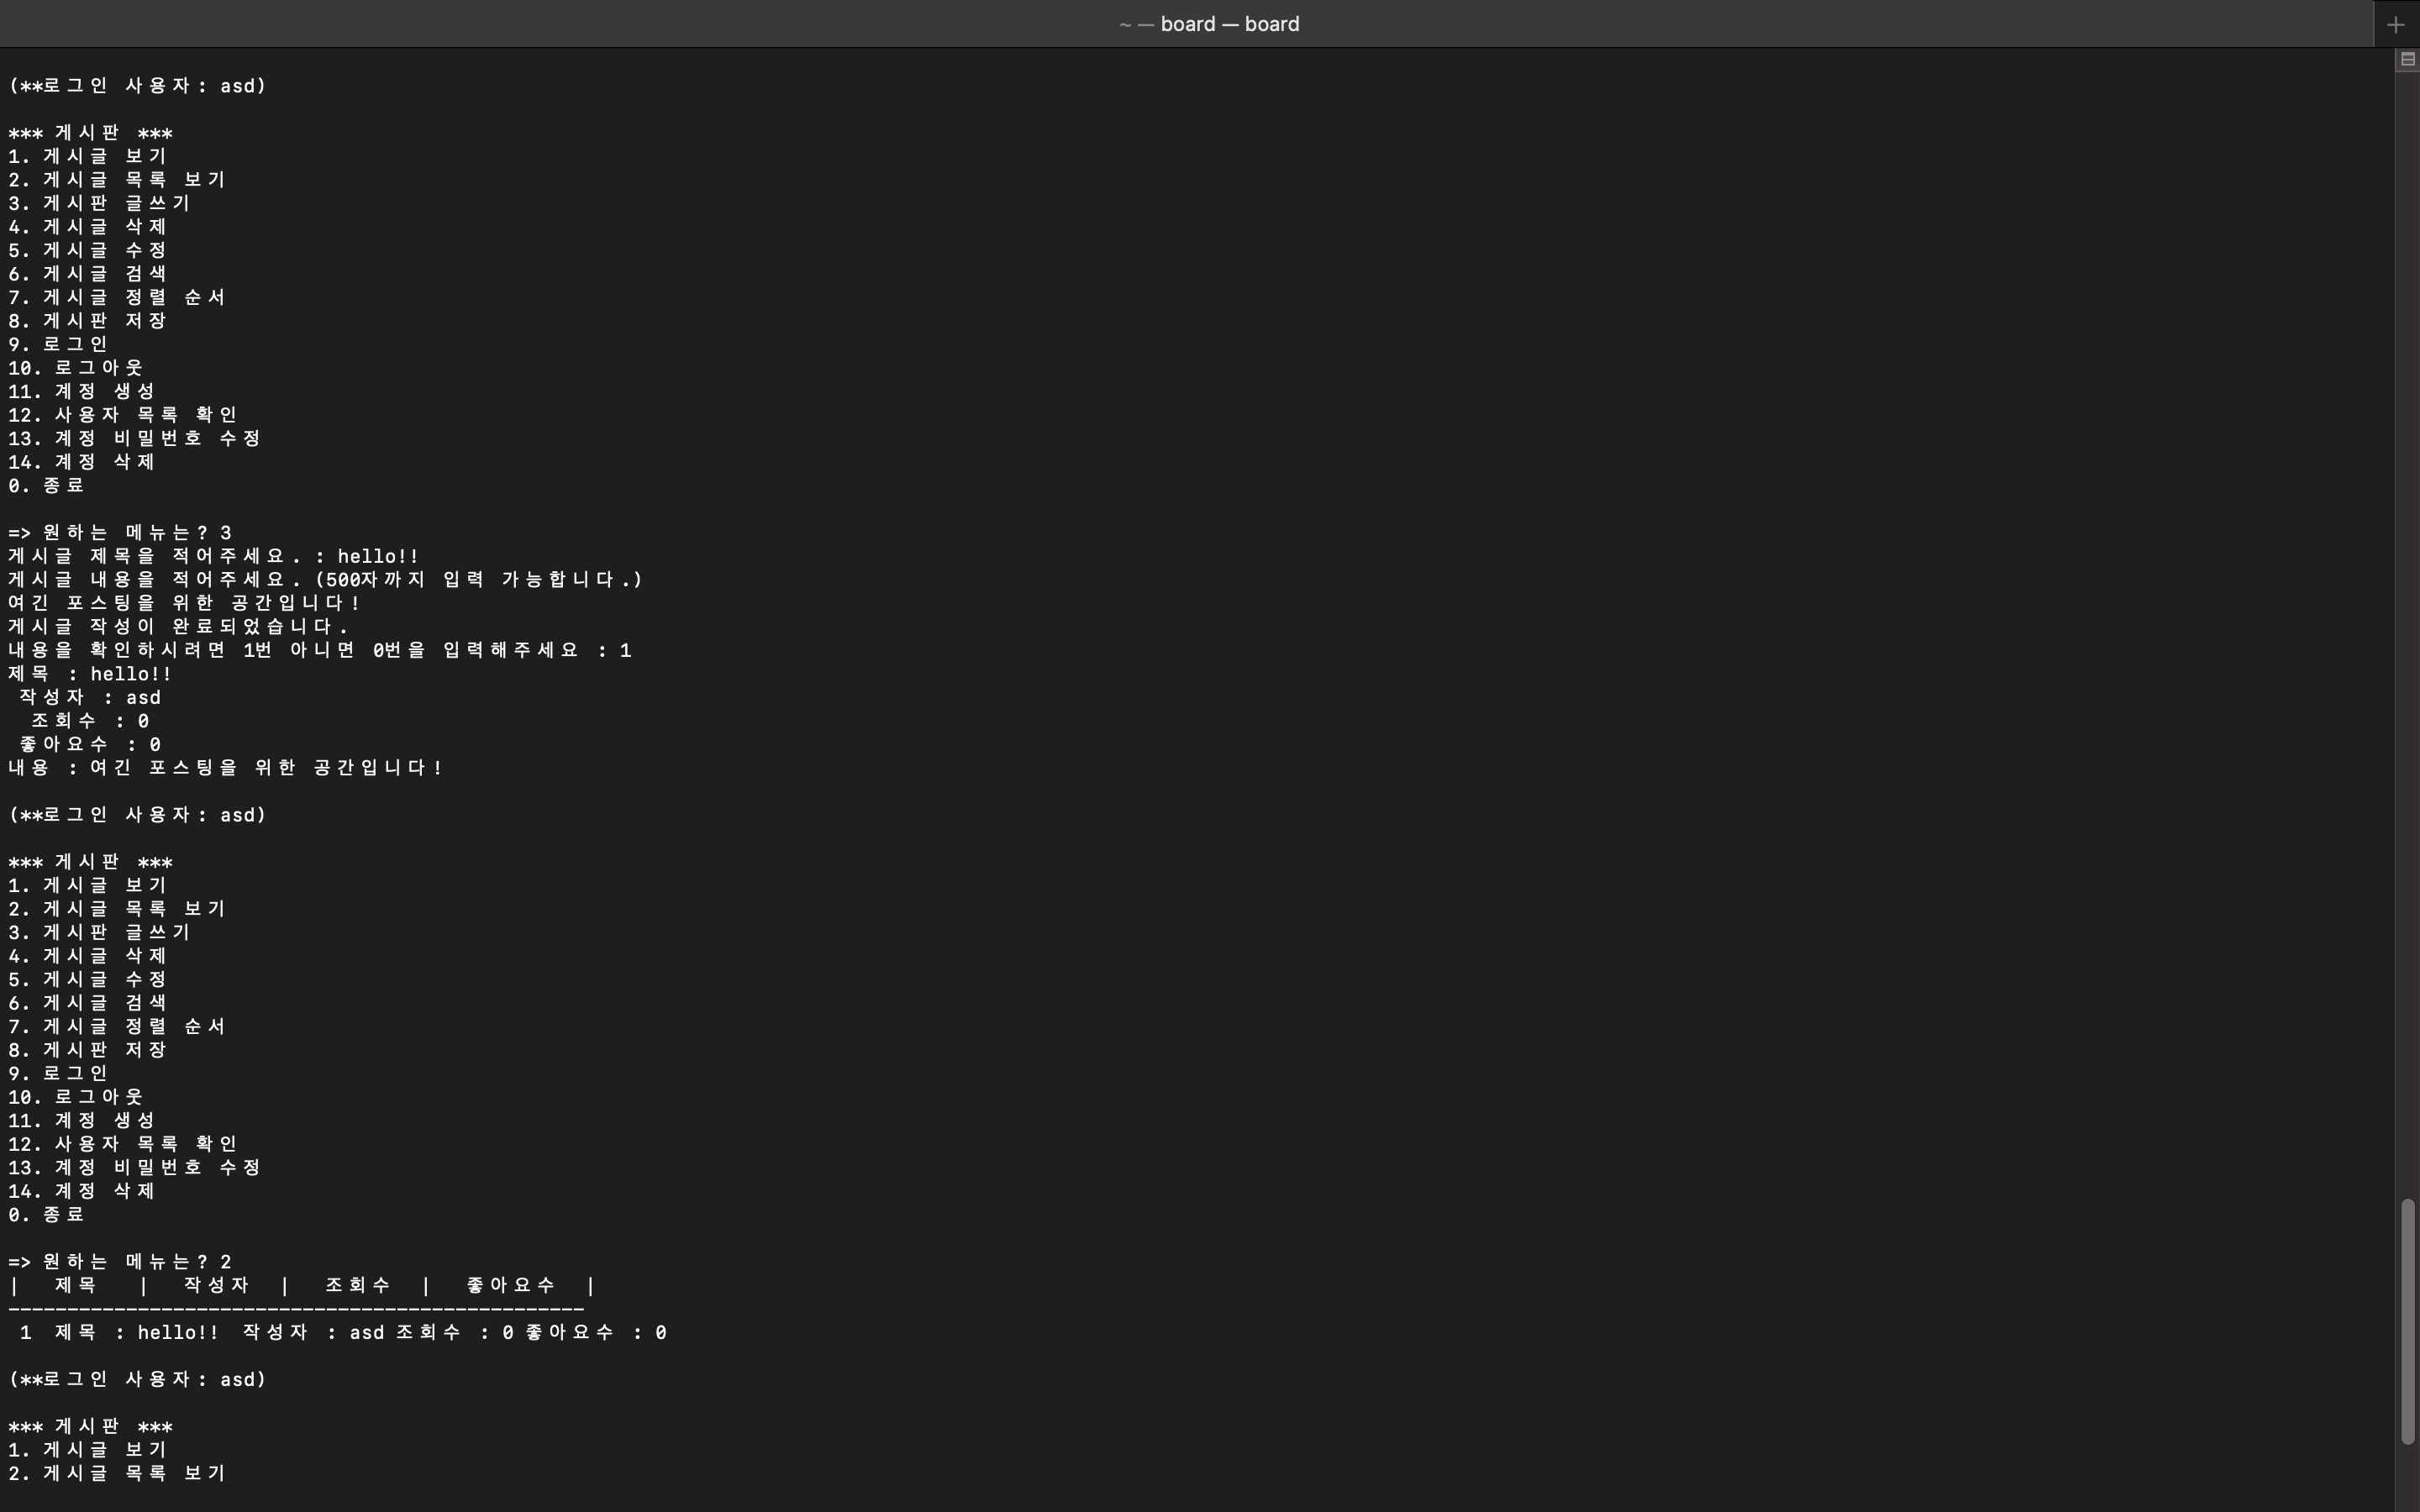 ~ — board — board
(**로그인 사용자: asd)
*** 게시판 ***
1. 게시글 보기
2. 게시글 목록 보기
3. 게시판 글쓰기
4. 게시글 삭제
5. 게시글 수정
6. 게시글 검색
7. 게시글 정렬 순서
8. 게시판 저장
9. 로그인
10. 로그아웃
11. 계정 생성
12. 사용자 목록 확인
13. 계정 비밀번호 수정
14. 계정 삭제
0. 종료
=> 원하는 메뉴는? 3
게시글 제목을 적어주세요. : hello!!
게시글 내용을 적어주세요. (500자까지 입력 가능합니다.)
여긴 포스팅을 위한 공간입니다!
게시글 작성이 완료되었습니다.
내용을 확인하시려면 1번 아니면 0번을 입력해주세요 : 1
제목 : hello!!
작성자 : asd
조회수 : 0
좋아요수 : 0
내용 : 여긴 포스팅을 위한 공간입니다!
(**로그인 사용자: asd)
*** 게시판 ***
1. 게시글 보기
2. 게시글 목록 보기
3. 게시판 글쓰기
4. 게시글 삭제
5. 게시글 수정
6. 게시글 검색
7. 게시글 정렬 순서
8. 게시판 저장
9. 로그인
10. 로그아웃
11. 계정 생성
12. 사용자 목록 확인
13. 계정 비밀번호 수정
14. 계정 삭제
0. 종료
=> 원하는 메뉴는? 2
| 제목 | 작성자 | 조회수 | 좋아요수 |
-------------------------------------------------
1 제목 : hello!! 작성자 : asd 조회수 : 0 좋아요수 : 0
(**로그인 사용자: asd)
*** 게시판 ***
1. 게시글 보기
2. 게시글 목록 보기